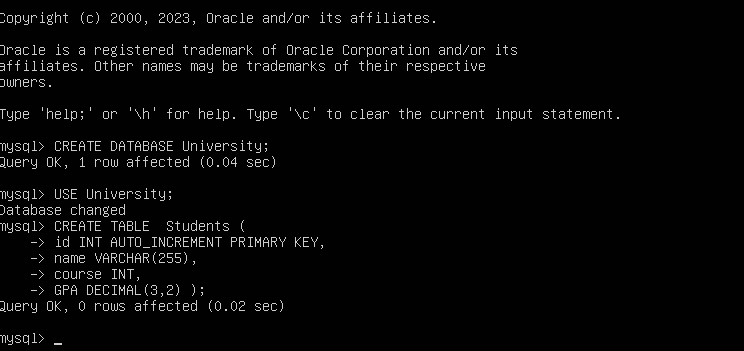 Copyright (c) 2000, 2023, Oracle and/or its affiliates.
Oracle is a registered trademark of Oracle Corporation and/or its
affiliates. Other names may be trademarks of their respective
owners.
Type 'help;' or '\h' for help. Type '\c' to clear the current input statement.
mysql> CREATE DATABASE University;
Query OK, 1 row affected (0.04 sec)
mysql> USE University;
Database changed
mysql> CREATE TABLE  Students (
    -> id INT AUTO_INCREMENT PRIMARY KEY,
    -> name VARCHAR(255),
    -> course INT,
    -> GPA DECIMAL(3,2) );
Query OK, 0 rows affected (0.02 sec)
mysql> _